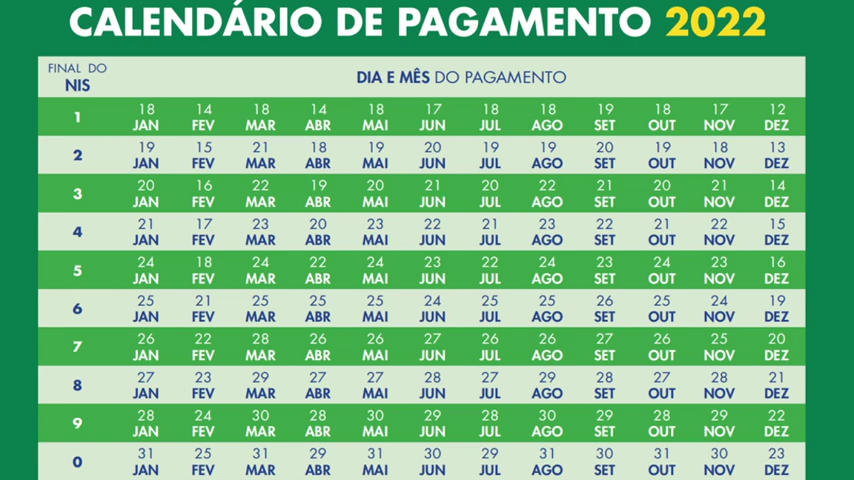 CALENDÁRIO DE PAGAMENTO 2022
FINAL DO
NIS
DIA E MÊS DO PAGAMENTO
18 14 18 14 18 17 18 18 19 18 17 12
1
JAN FEV MAR ABR MAI JUN JUL AGO SET OUT NOV DEZ
19 15 21 18 19 20 19 19 20 19 18 13
2
JAN FEV MAR ABR MAI JUN JUL AGO SET OUT NOV DEZ
20 16 22 19 20 21 20 22 21 20 21 14
3
JAN FEV MAR ABR MAI JUN JUL AGO SET OUT NOV DEZ
21 17 23 20 23 22 21 23 22 21 22 15
4
JAN FEV MAR ABR MAI JUN JUL AGO SET OUT NOV DEZ
24 18 24 22 24 23 22 24 23 24 23 16
5
JAN FEV MAR ABR MAI JUN JUL AGO SET OUT NOV DEZ
25 21 25 25 25 24 25 25 26 25 24 19
6
JAN FEV MAR ABR MAI JUN JUL AGO SET OUT NOV DEZ
26 22 28 26 26 27 26 26 27 26 25 20
7
JAN FEV MAR ABR MAI JUN JUL AGO SET OUT NOV DEZ
27 23 29 27 27 28 27 29 28 27 28 21
8
JAN FEV MAR ABR MAI JUN JUL AGO SET OUT NOV DEZ
28 24 30 28 30 29 28 30 29 28 29 22
9
JAN FEV MAR ABR MAI JUN JUL AGO SET OUT NOV DEZ
31 25 31 29 31 30 29 31 30 31 30 23
0
JAN FEV MAR ABR MAI JUN JUL AGO SET OUT NOV DEZ